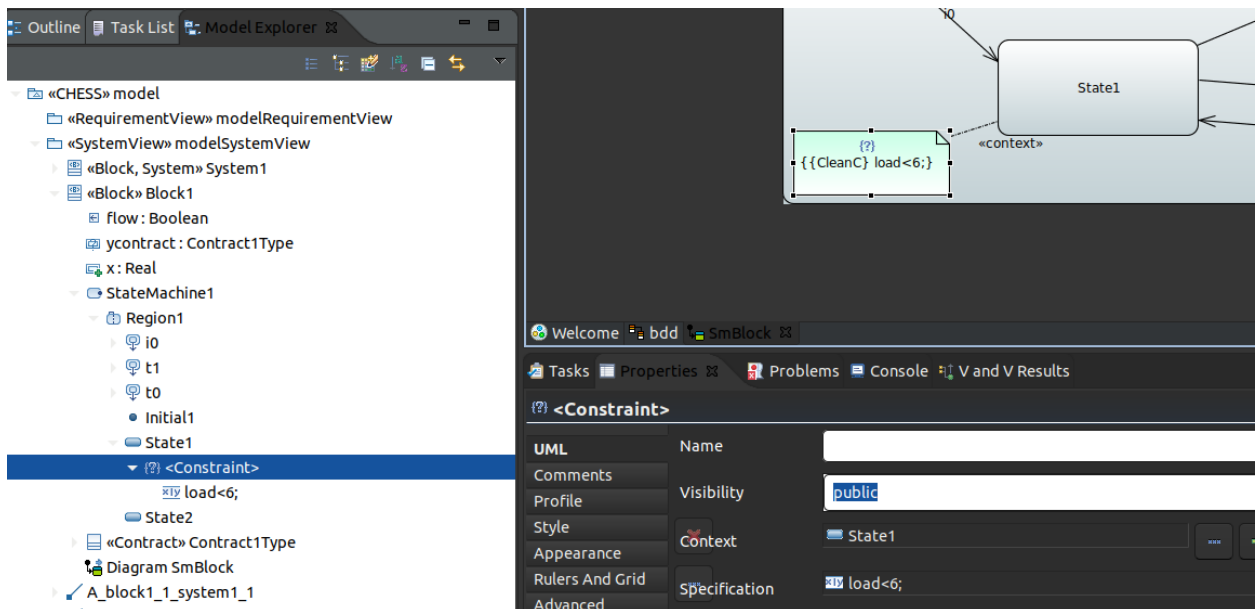 Outline Task List Model Explorer
«CHESS» model
«RequirementView» modelRequirementView
«SystemView» modelSystemView
«Block, System» System1
«Block» Block1
flow : Boolean
ycontract : Contract1Type
x : Real
StateMachine1
Region1
i0
t1
t0
Initial1
State1
{?} <Constraint>
x|y load<6;
State2
«Contract» Contract1Type
Diagram SmBlock
A_block1_1_system1_1
i0
State1
«context»
{?}
{{CleanC} load<6;}
Welcome bdd SmBlock
Tasks Properties Problems Console V and V Results
{?} <Constraint>
UML
Comments
Profile
Style
Appearance
Rulers And Grid
Advanced
Name
Visibility public
Context State1
Specification x|y load<6;